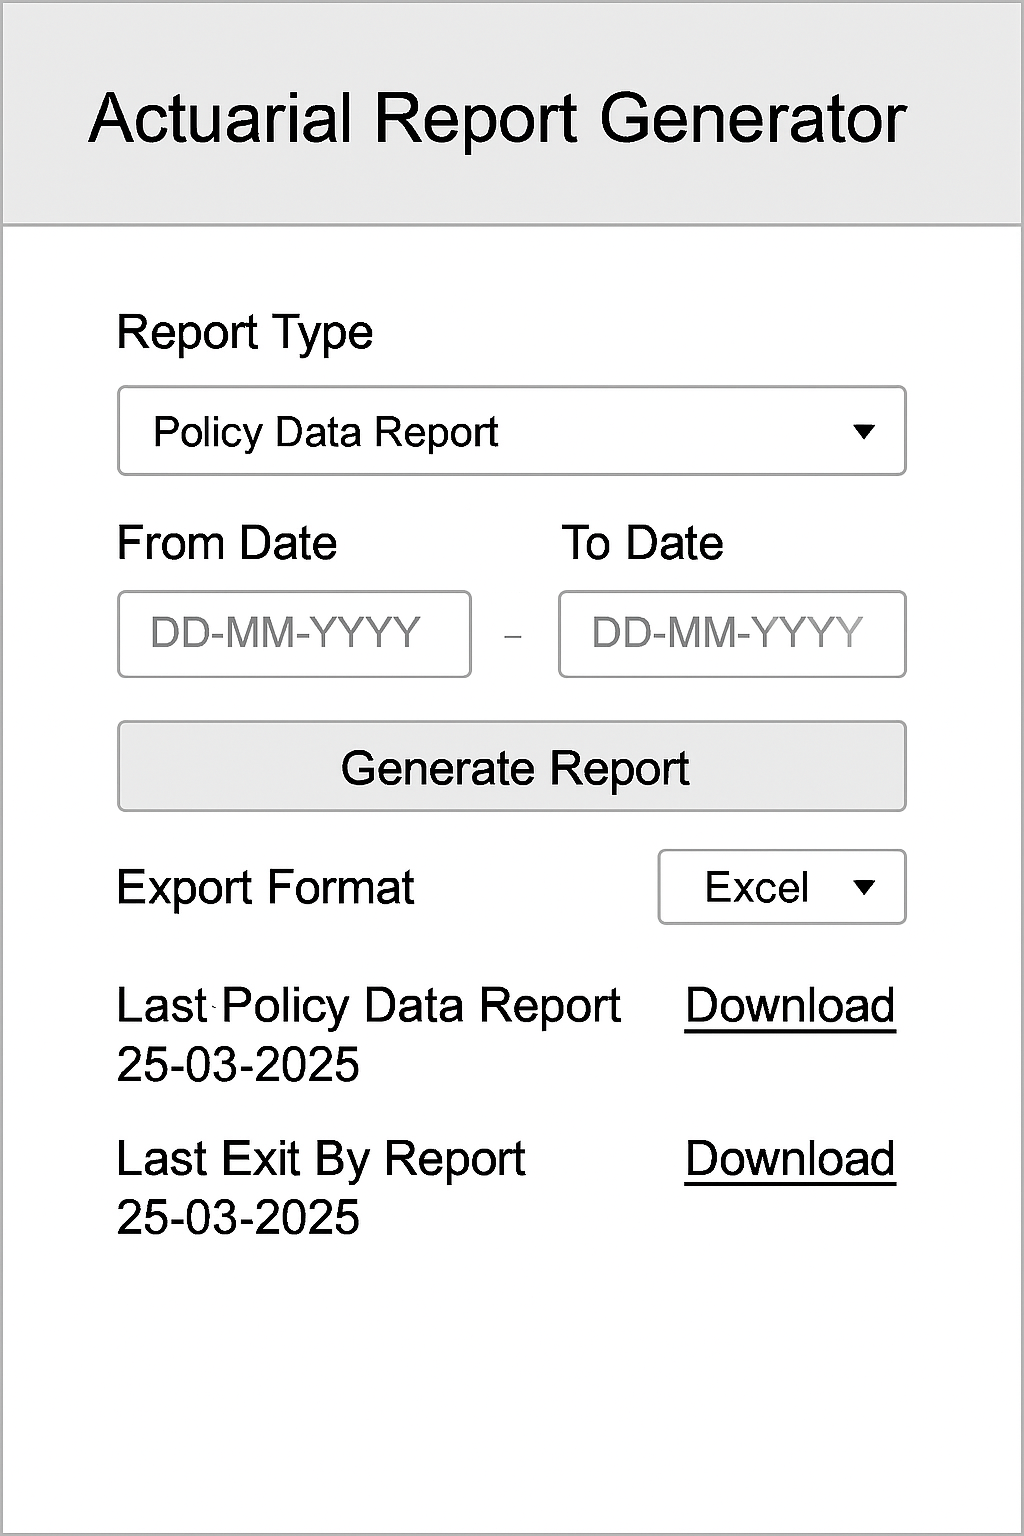 Actuarial Report Generator
Report Type
Policy Data Report
From Date
To Date
DD-MM-YYYY – DD-MM-YYYY
Generate Report
Export Format
Excel
Last Policy Data Report
Download
25-03-2025
Last Exit By Report
Download
25-03-2025